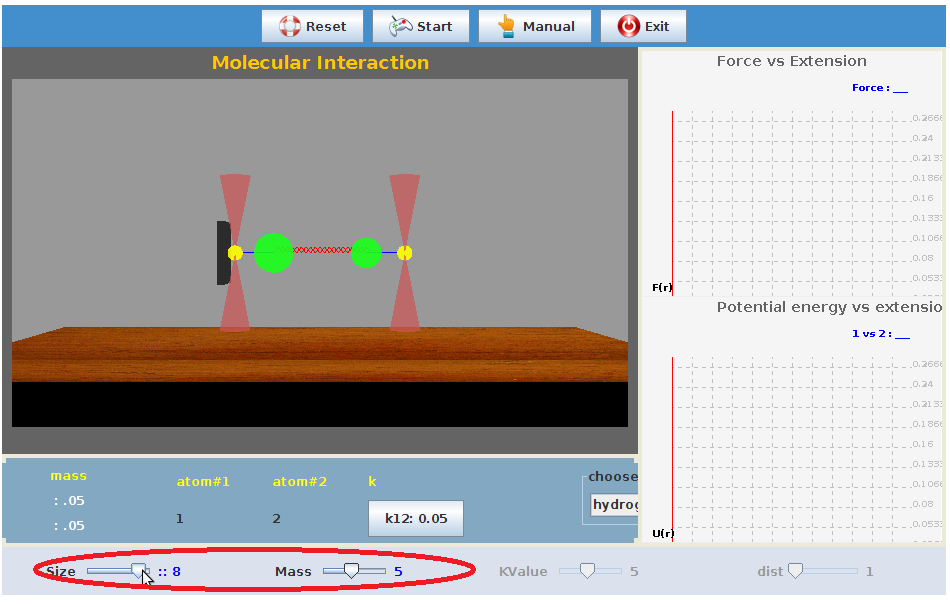 Reset Start Manual Exit
Molecular Interaction
Force vs Extension
Force : __
0.2666
0.24
0.2133
0.1866
0.16
0.1333
0.1066
0.08
0.0533
F(r)
Potential energy vs extensio
1 vs 2 : __
0.2666
0.24
0.2133
0.1866
0.16
0.1333
0.1066
0.08
0.0533
U(r)
mass atom#1 atom#2 k choose
: .05
: .05
1 2 k12: 0.05 hydrog
Size :: 8 Mass 5 KValue 5 dist 1